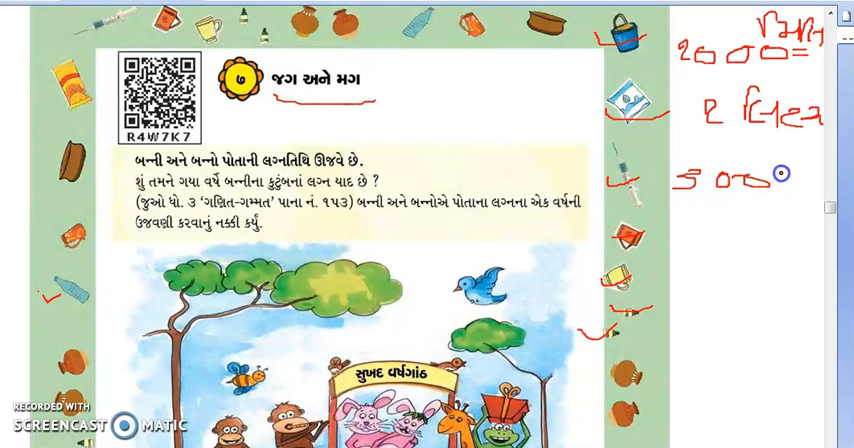 R4W7K7
૭ જગ અને મગ
બન્ની અને બન્નો પોતાની લગ્નતિથિ ઊજવે છે.
શું તમને ગયા વર્ષે બન્નીના કુટુંબનાં લગ્ન યાદ છે ?
(જુઓ ધો. ૩ ‘ગણિત-ગમ્મત’ પાના નં. ૧૫૩) બન્ની અને બન્નોએ પોતાના લગ્નના એક વર્ષની
ઉજવણી કરવાનું નક્કી કર્યું.
સુખદ વર્ષગાંઠ
૨૦૦૦ =
૨ લિટર
૩૦૦
RECORDED WITH
SCREENCAST MATIC